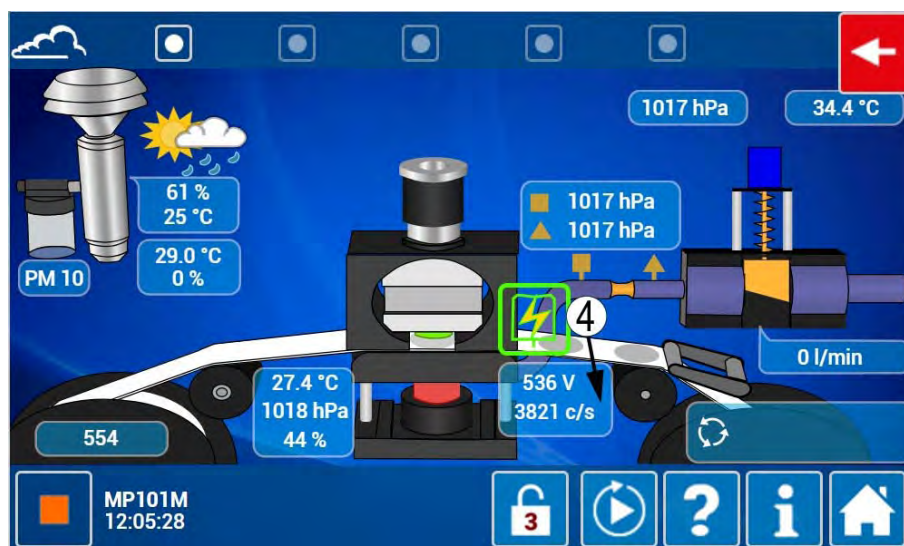 1017 hPa
34.4 °C
61 %
25 °C
1017 hPa
1017 hPa
29.0 °C
0 %
PM 10
4
0 l/min
27.4 °C
1018 hPa
44 %
536 V
3821 c/s
554
MP101M
12:05:28
3
?
i